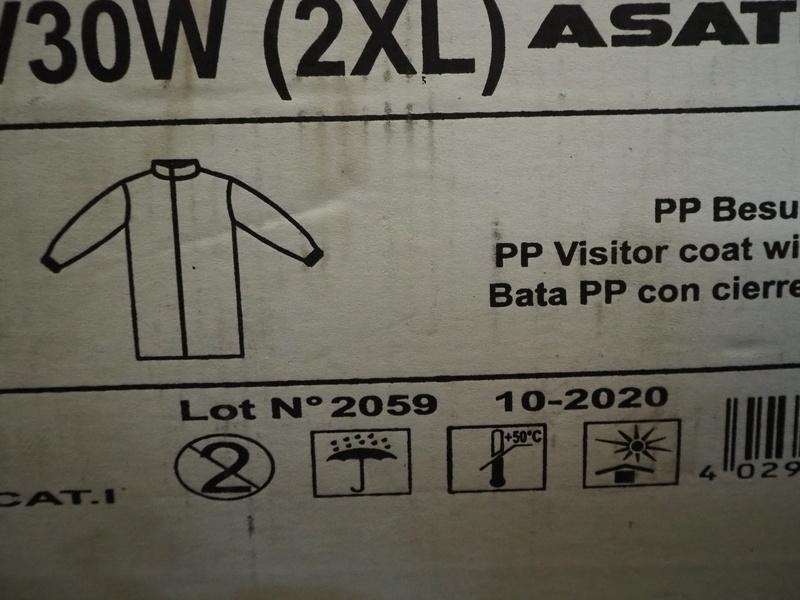 /30W (2XL) ASAT
PP Besu
PP Visitor coat wi
Bata PP con cierre
Lot N° 2059 10-2020
2
+50°C
CAT.I
4 029